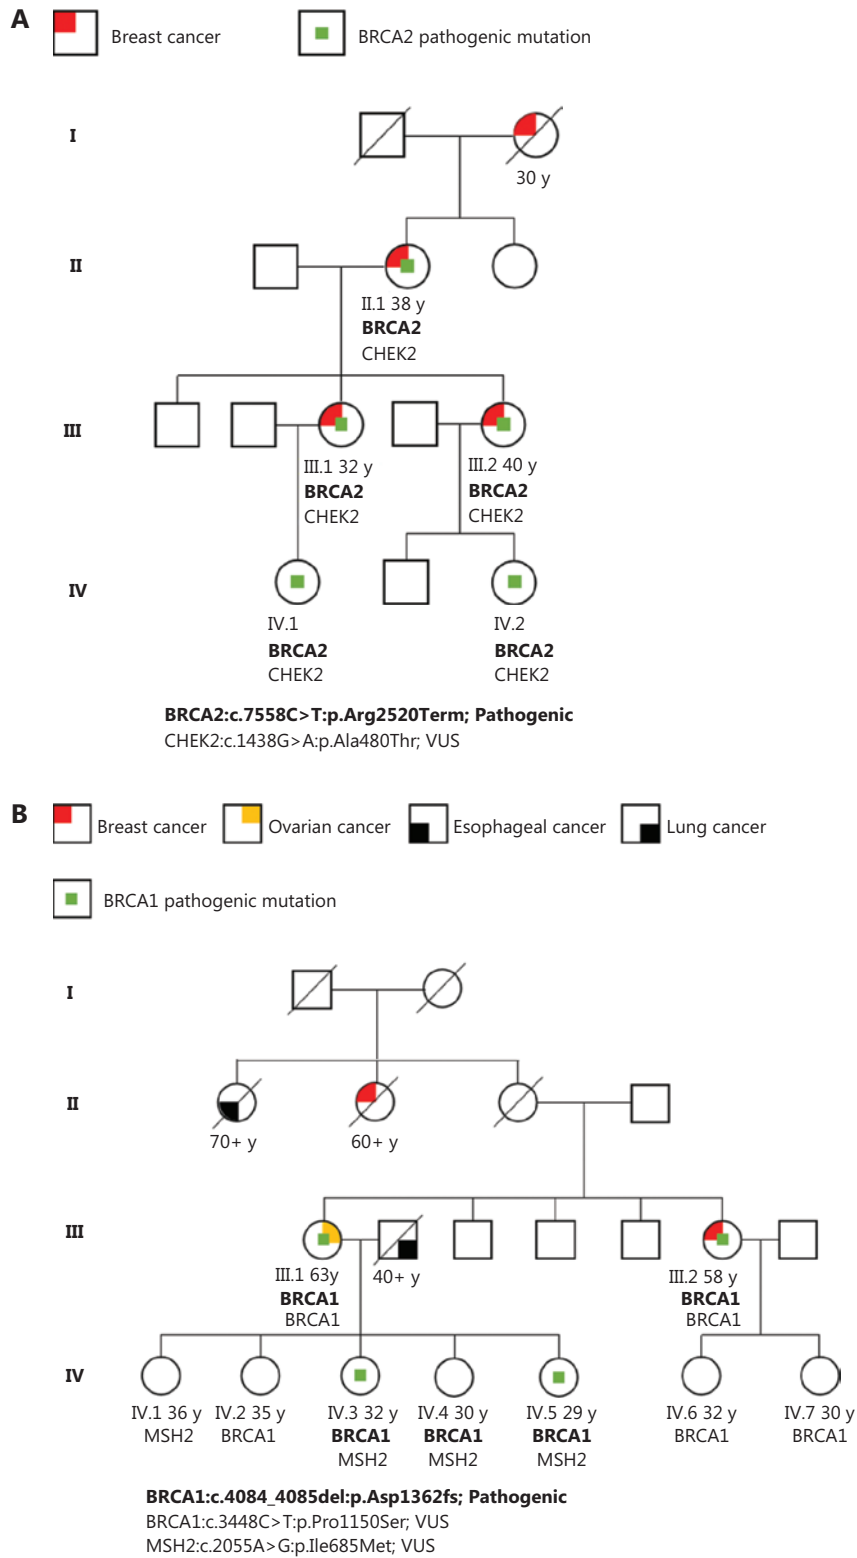 A
Breast cancer BRCA2 pathogenic mutation
I
30 y
II
II.1 38 y
BRCA2
CHEK2
III
III.1 32 y III.2 40 y
BRCA2 BRCA2
CHEK2 CHEK2
IV
IV.1 IV.2
BRCA2 BRCA2
CHEK2 CHEK2
BRCA2:c.7558C>T:p.Arg2520Term; Pathogenic
CHEK2:c.1438G>A:p.Ala480Thr; VUS
B
Breast cancer Ovarian cancer Esophageal cancer Lung cancer
BRCA1 pathogenic mutation
I
II
70+ y 60+ y
III
III.1 63y 40+ y III.2 58 y
BRCA1 BRCA1
BRCA1 BRCA1
IV
IV.1 36 y IV.2 35 y IV.3 32 y IV.4 30 y IV.5 29 y IV.6 32 y IV.7 30 y
MSH2 BRCA1 BRCA1 BRCA1 BRCA1 BRCA1 BRCA1
MSH2 MSH2 MSH2
BRCA1:c.4084_4085del:p.Asp1362fs; Pathogenic
BRCA1:c.3448C>T:p.Pro1150Ser; VUS
MSH2:c.2055A>G:p.Ile685Met; VUS